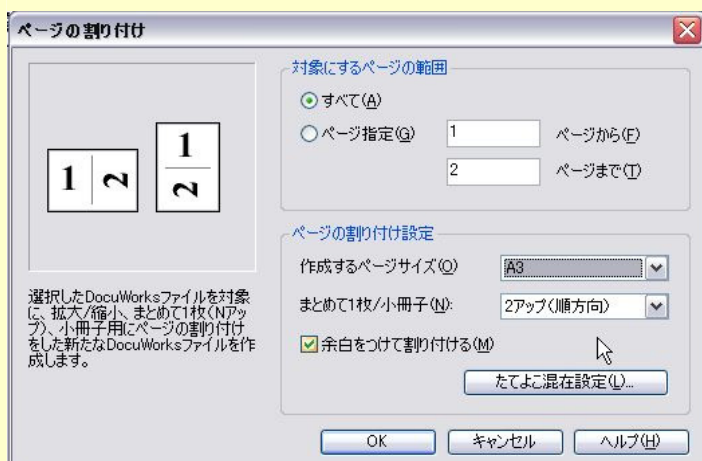 ページの割り付け
1 2
1
2
選択したDocuWorksファイルを対象
に、拡大/縮小、まとめて1枚(Nアッ
プ)、小冊子用にページの割り付け
をした新たなDocuWorksファイルを作
成します。
対象にするページの範囲
すべて(A)
ページ指定(G) 1 ページから(F)
2 ページまで(T)
ページの割り付け設定
作成するページサイズ(O) A3
まとめて1枚/小冊子(N): 2アップ(順方向)
余白をつけて割り付ける(M)
たてよこ混在設定(L)...
OK キャンセル ヘルプ(H)